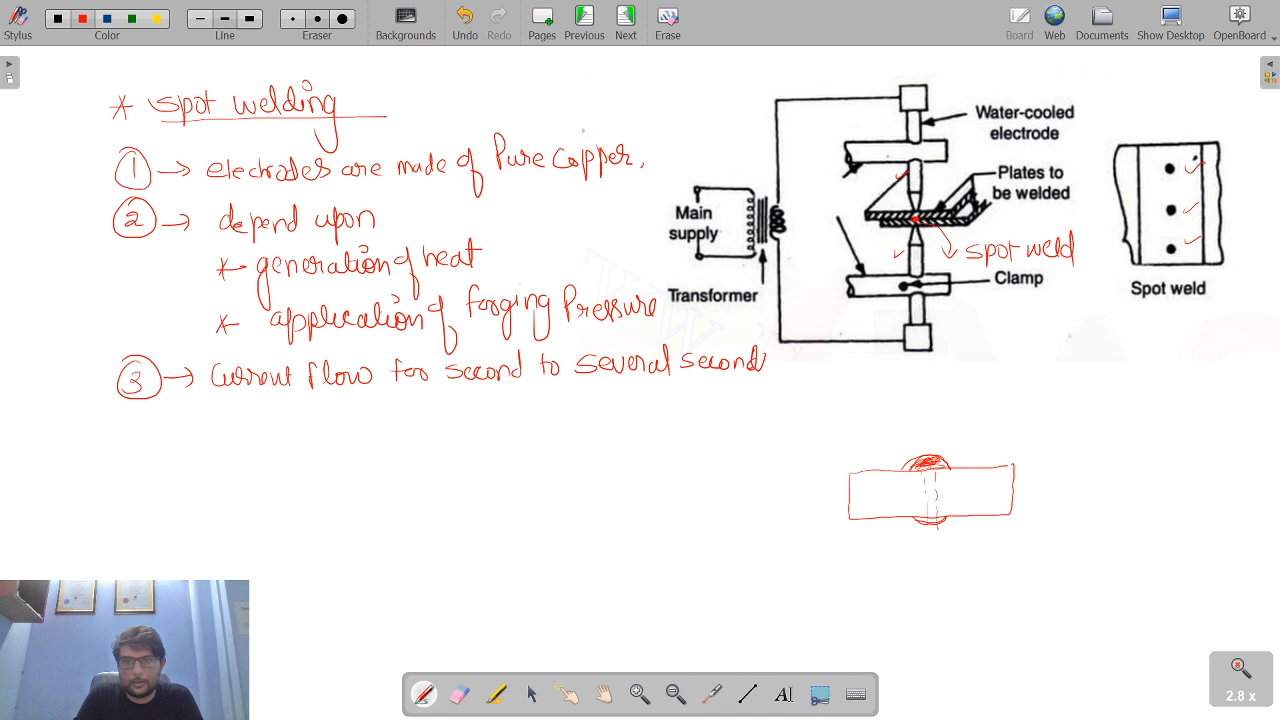 Stylus
Color
Line
Eraser
Backgrounds
Undo
Redo
Pages
Previous
Next
Erase
Board
Web
Documents
Show Desktop
OpenBoard
* spot welding
1 → electrodes are made of Pure Copper.
2 → depend upon
* generation of heat
* application of forging Pressure
3 → Current flow for second to several second
Water-cooled
electrode
Plates to
be welded
Main
supply
spot weld
Clamp
Transformer
Spot weld
2.8 x